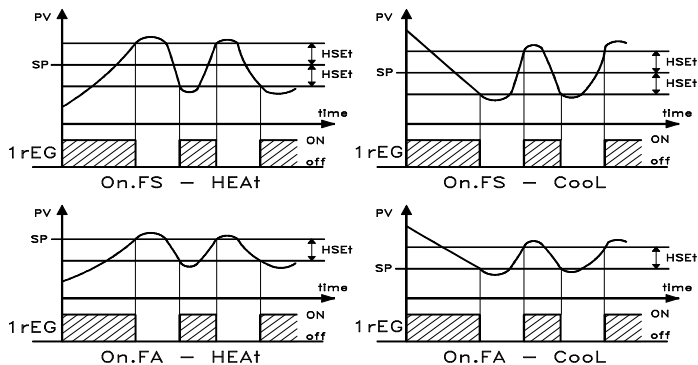 PV
HSEt
SP
HSEt
time
ON
1rEG
off
On.FS – HEAt
PV
HSEt
SP
HSEt
time
ON
1rEG
off
On.FS – CooL
PV
SP
HSEt
time
ON
1rEG
off
On.FA – HEAt
PV
HSEt
SP
time
ON
1rEG
off
On.FA – CooL